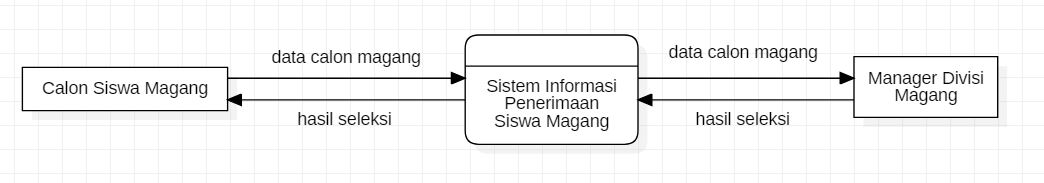 data calon magang
data calon magang
Calon Siswa Magang
Sistem Informasi
Penerimaan
Siswa Magang
Manager Divisi
Magang
hasil seleksi
hasil seleksi